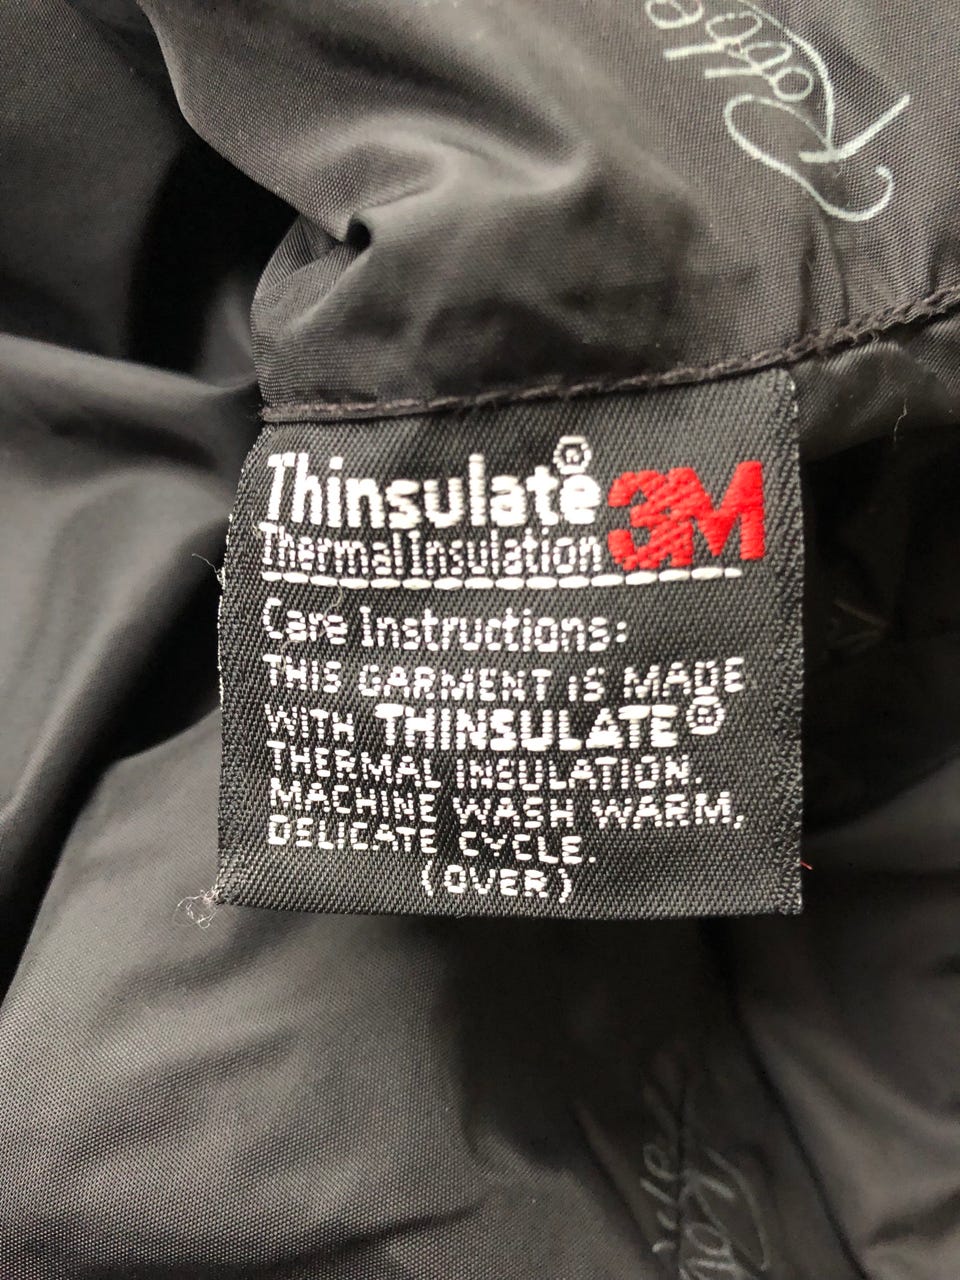 Thinsulate® 3M
Thermal Insulation
Care Instructions:
THIS GARMENT IS MADE
WITH THINSULATE®
THERMAL INSULATION.
MACHINE WASH WARM,
DELICATE CYCLE.
(OVER)